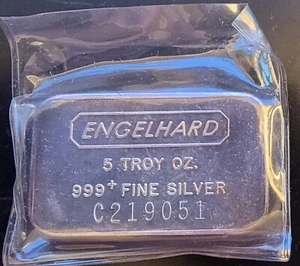 ENGELHARD
5 TROY OZ.
999+ FINE SILVER
C219051